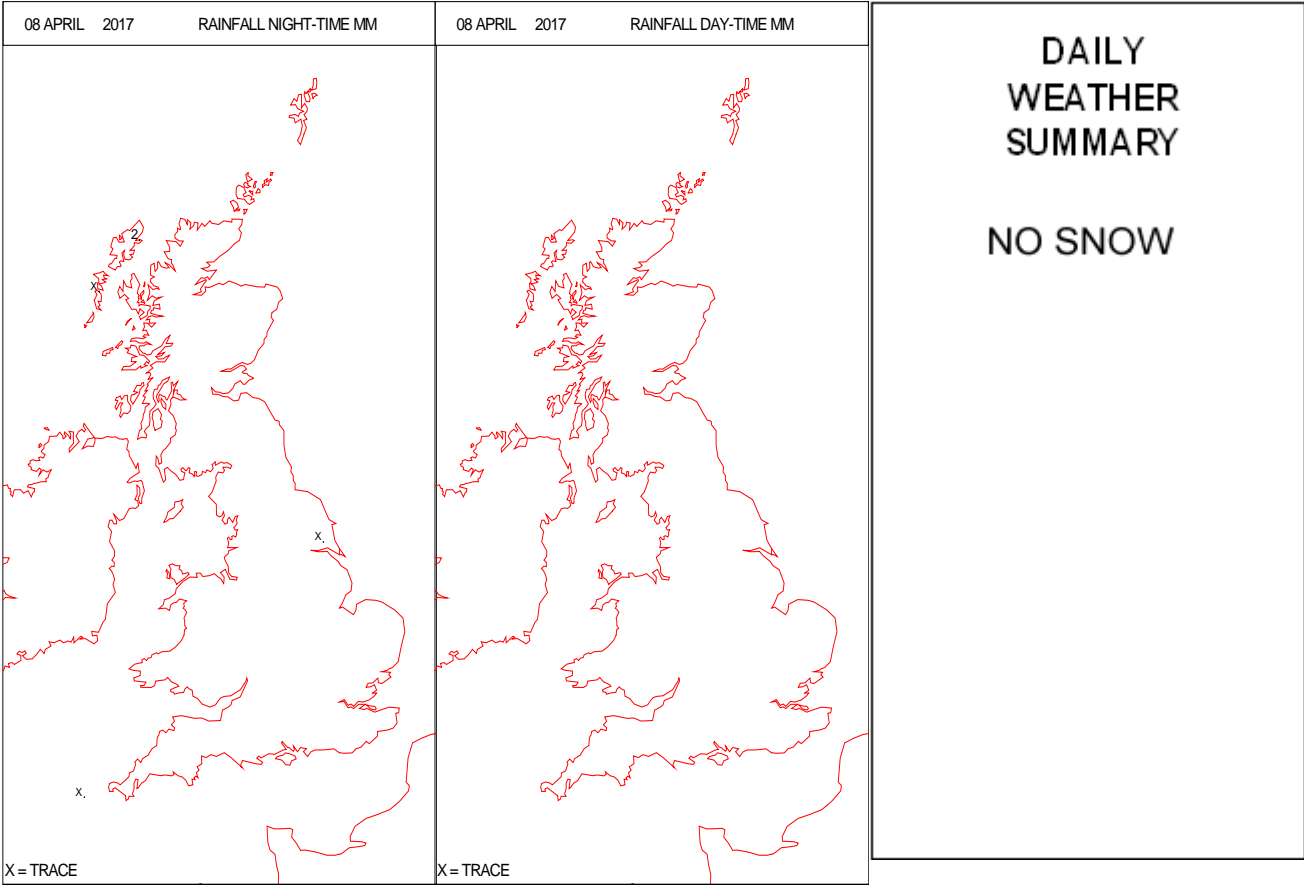 08 APRIL 2017 RAINFALL NIGHT-TIME MM
2
X
X.
X.
X = TRACE
08 APRIL 2017 RAINFALL DAY-TIME MM
X = TRACE
DAILY
WEATHER
SUMMARY
NO SNOW